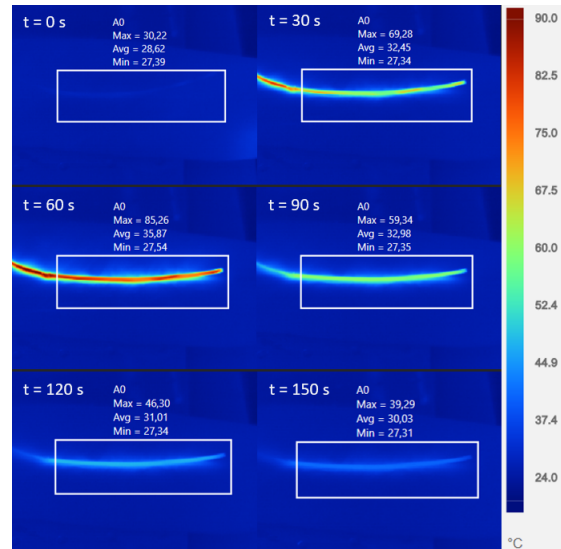 t = 0 s
A0
Max = 30,22
Avg = 28,62
Min = 27,39
t = 30 s
A0
Max = 69,28
Avg = 32,45
Min = 27,34
t = 60 s
A0
Max = 85,26
Avg = 35,87
Min = 27,54
t = 90 s
A0
Max = 59,34
Avg = 32,98
Min = 27,35
t = 120 s
A0
Max = 46,30
Avg = 31,01
Min = 27,34
t = 150 s
A0
Max = 39,29
Avg = 30,03
Min = 27,31
90.0
82.5
75.0
67.5
60.0
52.4
44.9
37.4
24.0
°C